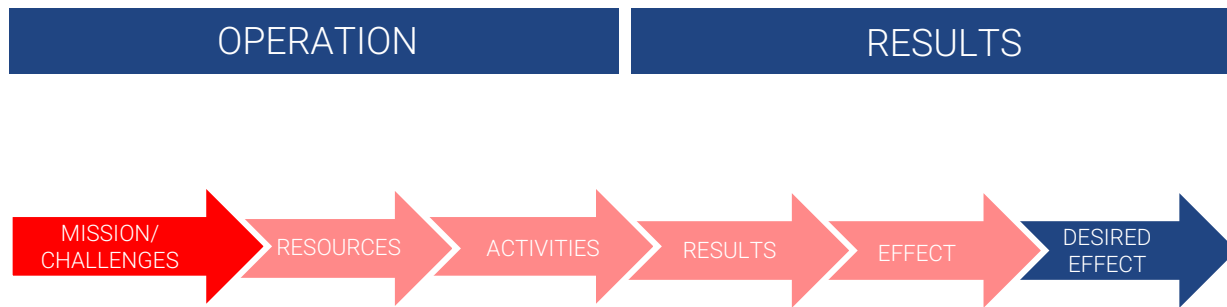 OPERATION
RESULTS
MISSION/
CHALLENGES
RESOURCES
ACTIVITIES
RESULTS
EFFECT
DESIRED
EFFECT